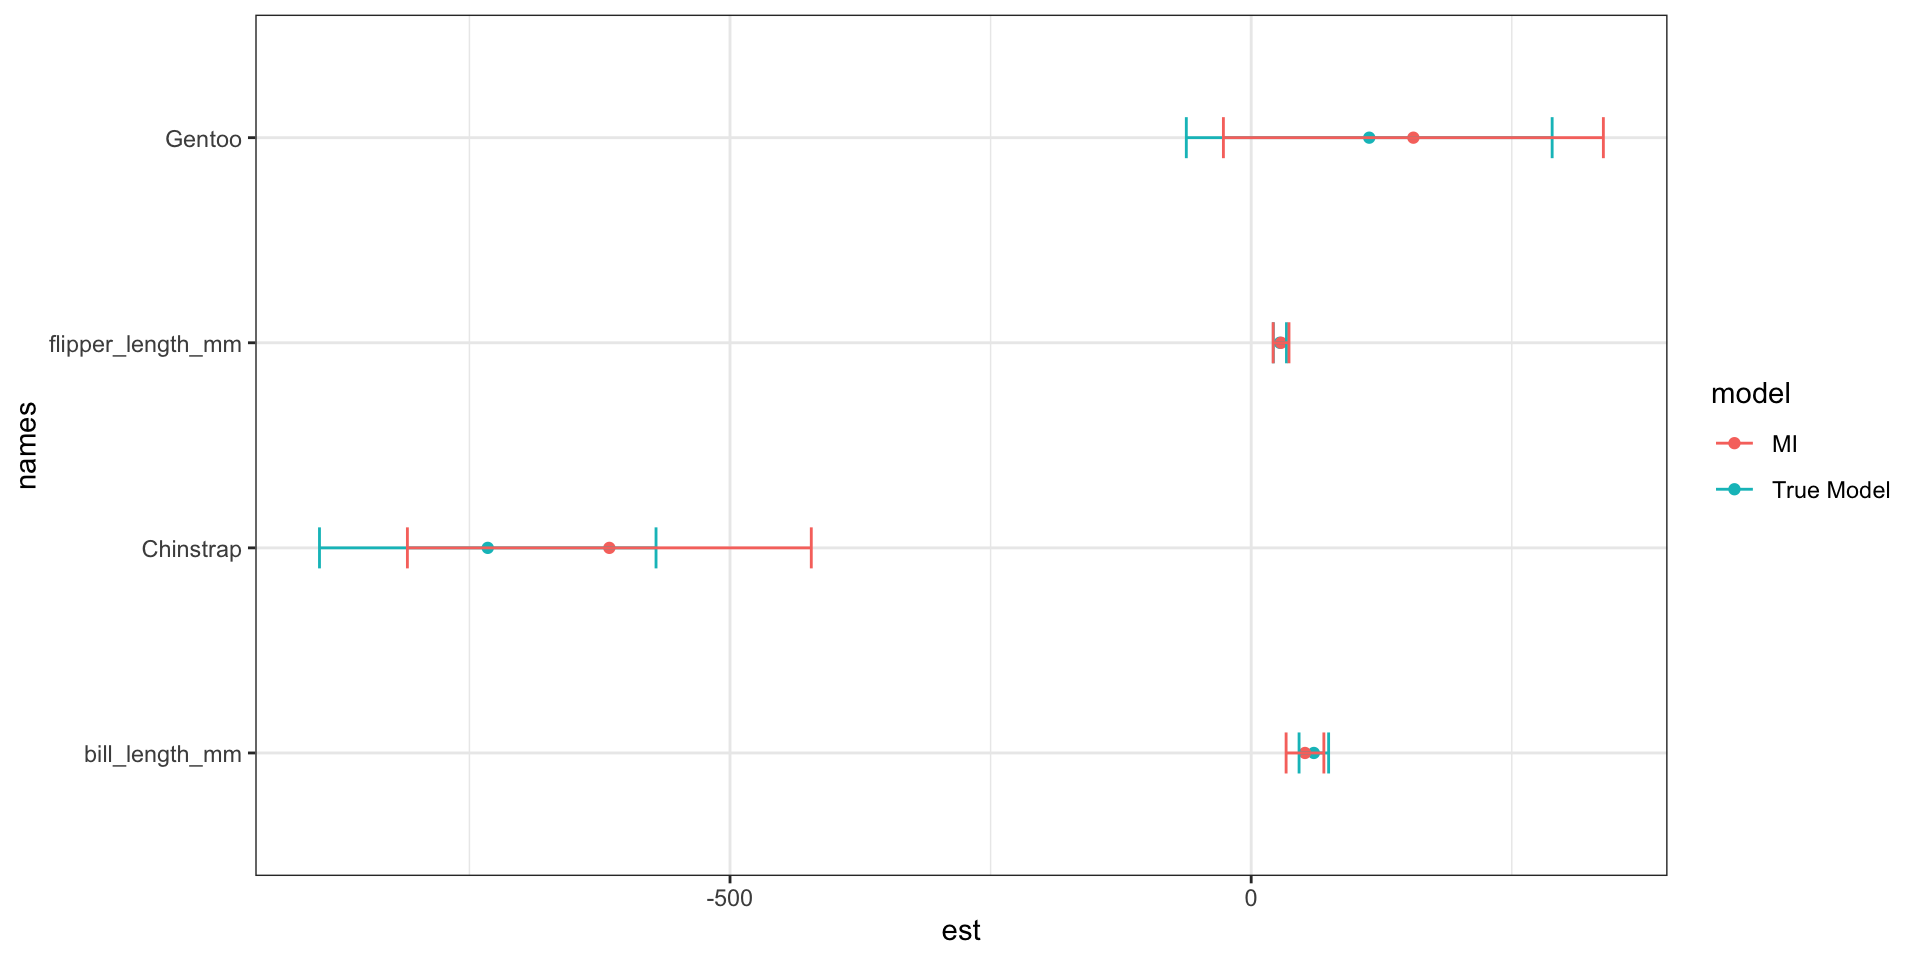 Gentoo
flipper_length_mm
Chinstrap
bill_length_mm
names
-500
0
est
model
MI
True Model